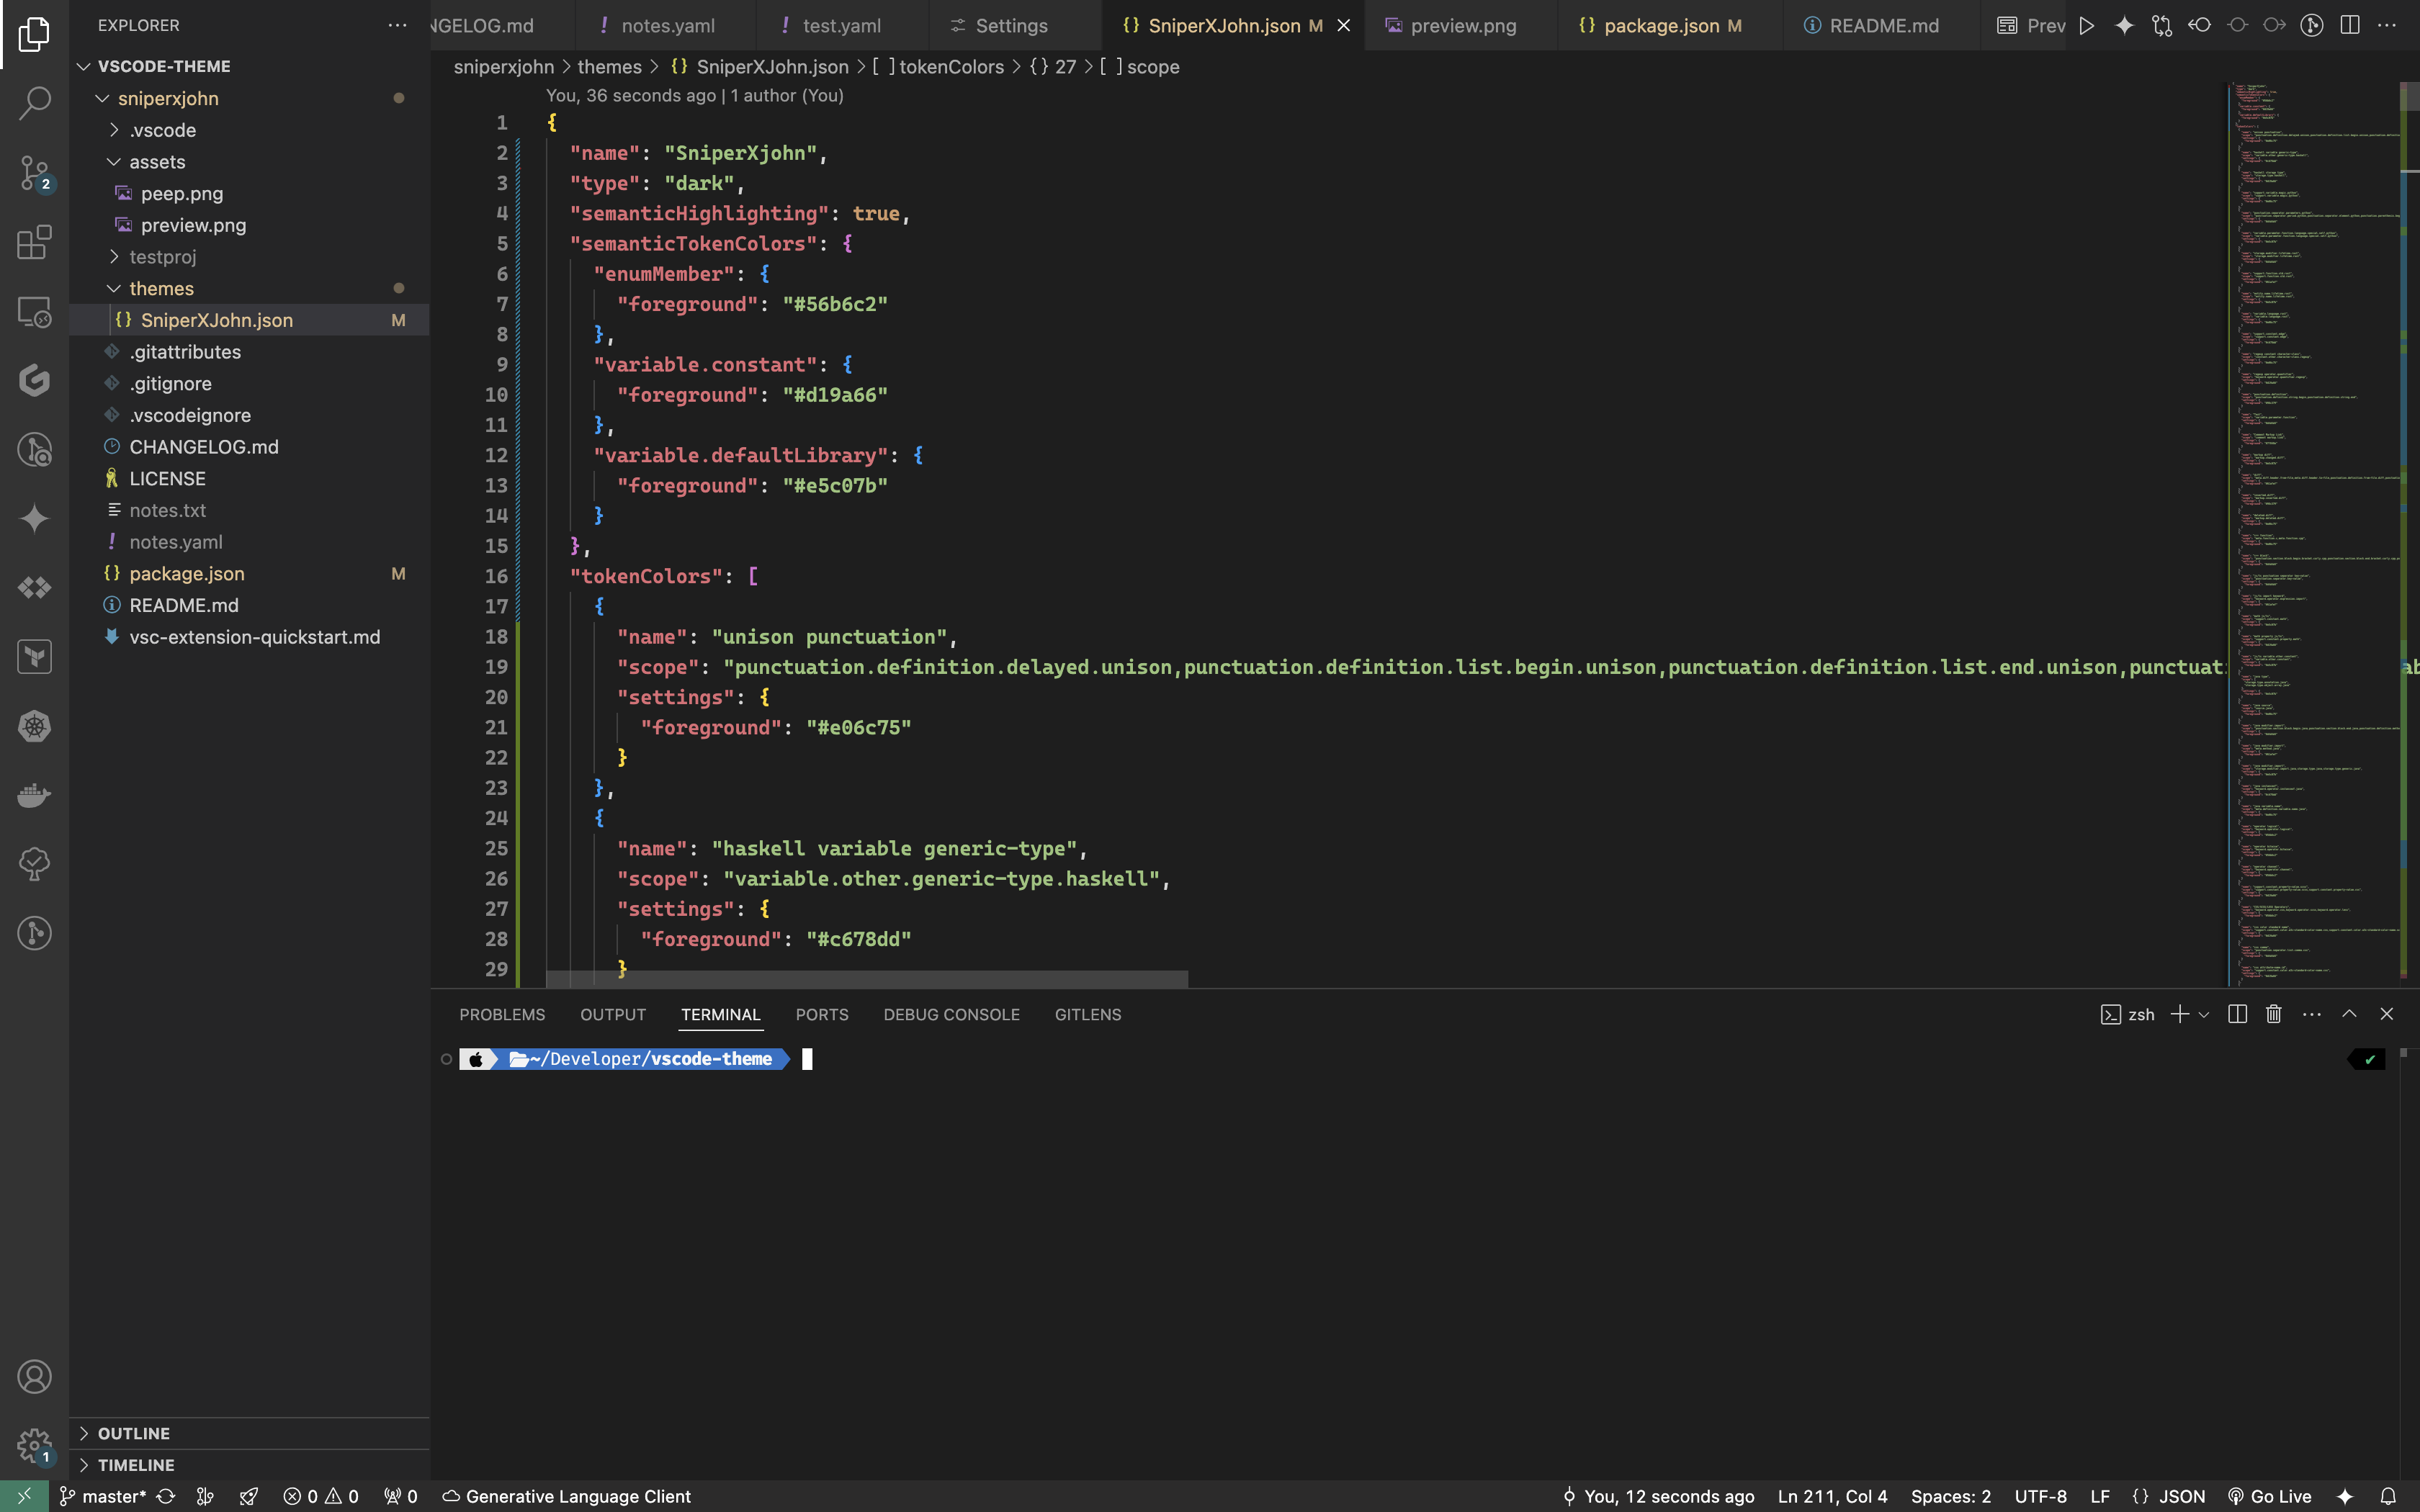 EXPLORER
NGELOG.md
notes.yaml
test.yaml
Settings
SniperXJohn.json M
preview.png
package.json M
README.md
Prev
VSCODE-THEME
sniperxjohn
.vscode
assets
peep.png
preview.png
testproj
themes
SniperXJohn.json M
.gitattributes
.gitignore
.vscodeignore
CHANGELOG.md
LICENSE
notes.txt
notes.yaml
package.json M
README.md
vsc-extension-quickstart.md
OUTLINE
TIMELINE
sniperxjohn > themes > {} SniperXJohn.json > [ ] tokenColors > {} 27 > [ ] scope
You, 36 seconds ago | 1 author (You)
1 {
2 "name": "SniperXjohn",
3 "type": "dark",
4 "semanticHighlighting": true,
5 "semanticTokenColors": {
6 "enumMember": {
7 "foreground": "#56b6c2"
8 },
9 "variable.constant": {
10 "foreground": "#d19a66"
11 },
12 "variable.defaultLibrary": {
13 "foreground": "#e5c07b"
14 }
15 },
16 "tokenColors": [
17 {
18 "name": "unison punctuation",
19 "scope": "punctuation.definition.delayed.unison,punctuation.definition.list.begin.unison,punctuation.definition.list.end.unison,punctuat
20 "settings": {
21 "foreground": "#e06c75"
22 }
23 },
24 {
25 "name": "haskell variable generic-type",
26 "scope": "variable.other.generic-type.haskell",
27 "settings": {
28 "foreground": "#c678dd"
29 }
PROBLEMS OUTPUT TERMINAL PORTS DEBUG CONSOLE GITLENS
zsh
~/Developer/vscode-theme
2
1
master* 0 0 0 Generative Language Client
You, 12 seconds ago Ln 211, Col 4 Spaces: 2 UTF-8 LF {} JSON Go Live